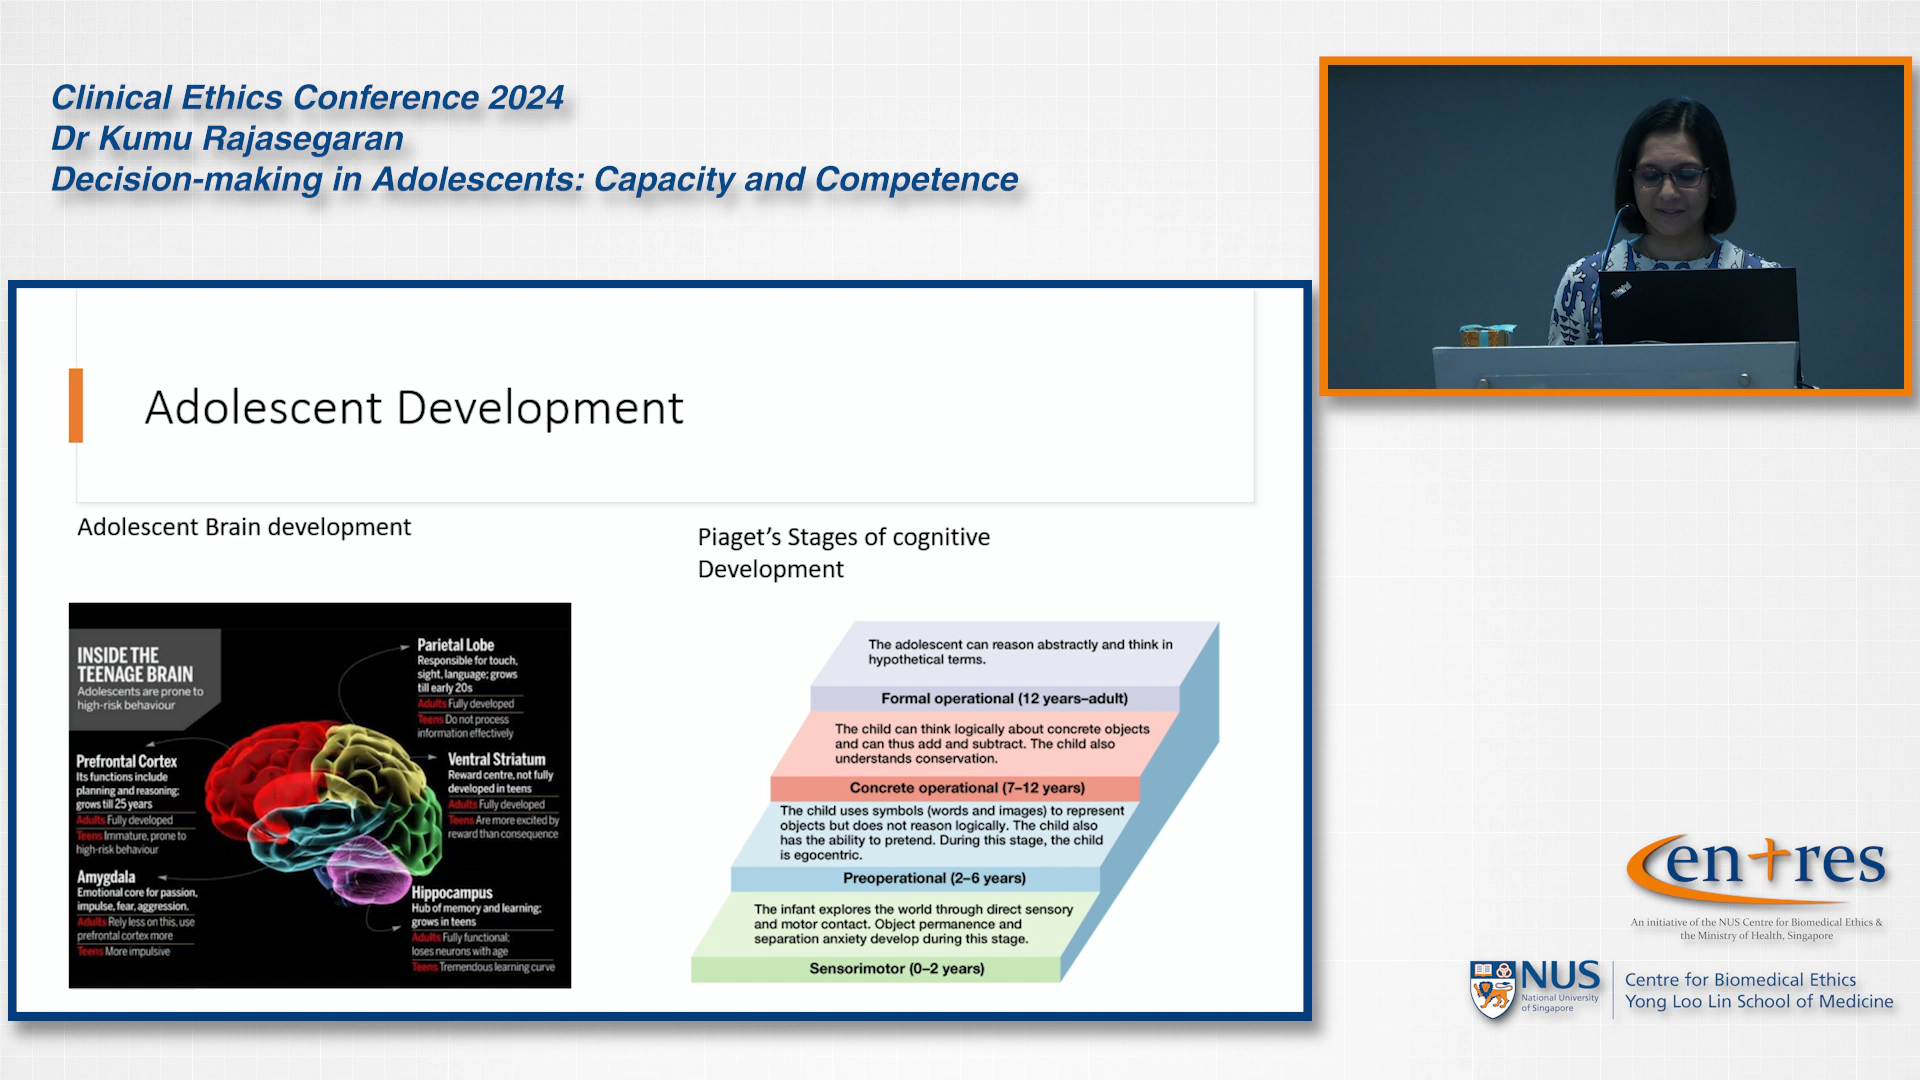 Clinical Ethics Conference 2024
Dr Kumu Rajasegaran
Decision-making in Adolescents: Capacity and Competence
ThinkPad
Adolescent Development
Adolescent Brain development
INSIDE THE
TEENAGE BRAIN
Adolescents are prone to
high-risk behaviour
Parietal Lobe
Responsible for touch,
sight, language; grows
till early 20s
Adults Fully developed
Teens Do not process
information effectively
Prefrontal Cortex
Its functions include
planning and reasoning;
grows till 25 years
Adults Fully developed
Teens Immature, prone to
high-risk behaviour
Ventral Striatum
Reward centre, not fully
developed in teens
Adults Fully developed
Teens Are more excited by
reward than consequence
Amygdala
Emotional core for passion,
impulse, fear, aggression.
Adults Rely less on this, use
prefrontal cortex more
Teens More impulsive
Hippocampus
Hub of memory and learning;
grows in teens
Adults Fully functional;
loses neurons with age
Teens Tremendous learning curve
Piaget’s Stages of cognitive
Development
The adolescent can reason abstractly and think in
hypothetical terms.
Formal operational (12 years–adult)
The child can think logically about concrete objects
and can thus add and subtract. The child also
understands conservation.
Concrete operational (7–12 years)
The child uses symbols (words and images) to represent
objects but does not reason logically. The child also
has the ability to pretend. During this stage, the child
is egocentric.
Preoperational (2–6 years)
The infant explores the world through direct sensory
and motor contact. Object permanence and
separation anxiety develop during this stage.
Sensorimotor (0–2 years)
Centres
An initiative of the NUS Centre for Biomedical Ethics &
the Ministry of Health, Singapore
NUS
National University
of Singapore
Centre for Biomedical Ethics
Yong Loo Lin School of Medicine